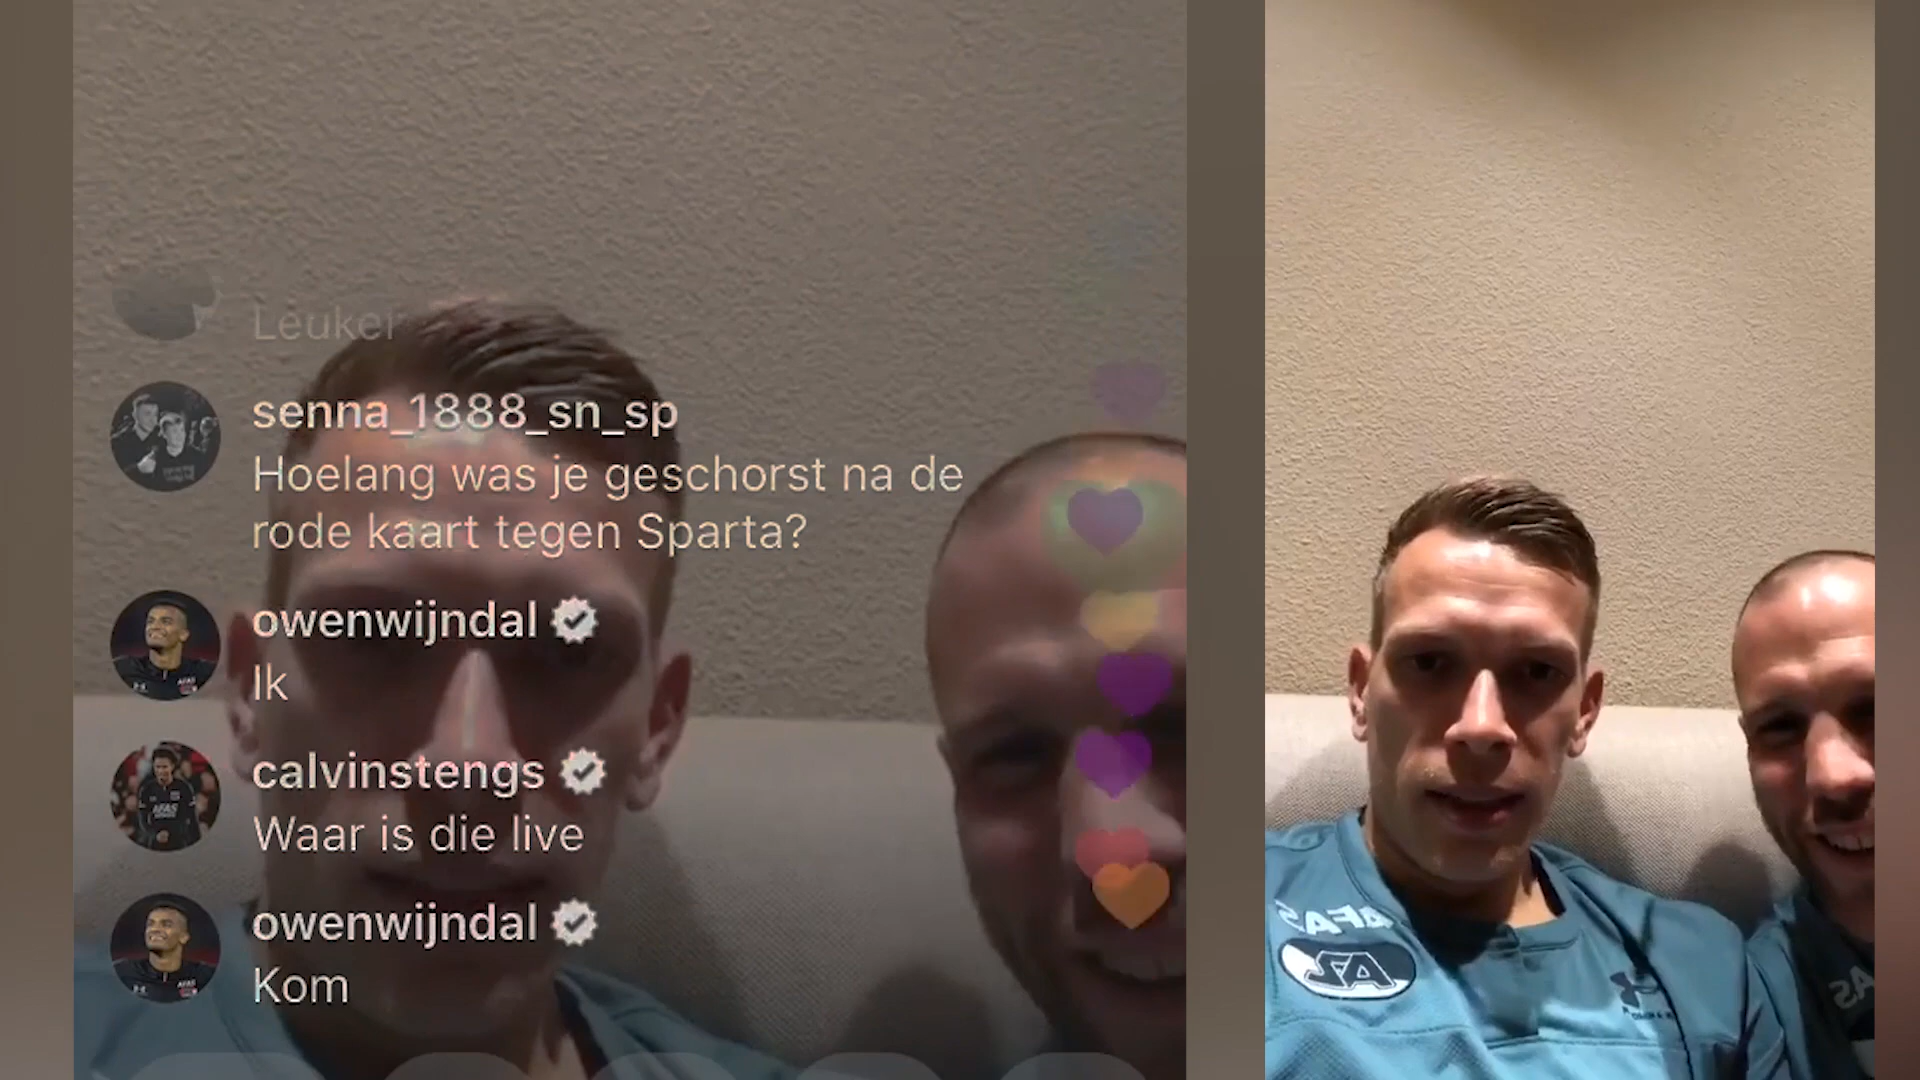 Leuker
senna_1888_sn_sp
Hoelang was je geschorst na de
rode kaart tegen Sparta?
owenwijndal
Ik
calvinstengs
Waar is die live
owenwijndal
Kom
AFAS
AZ